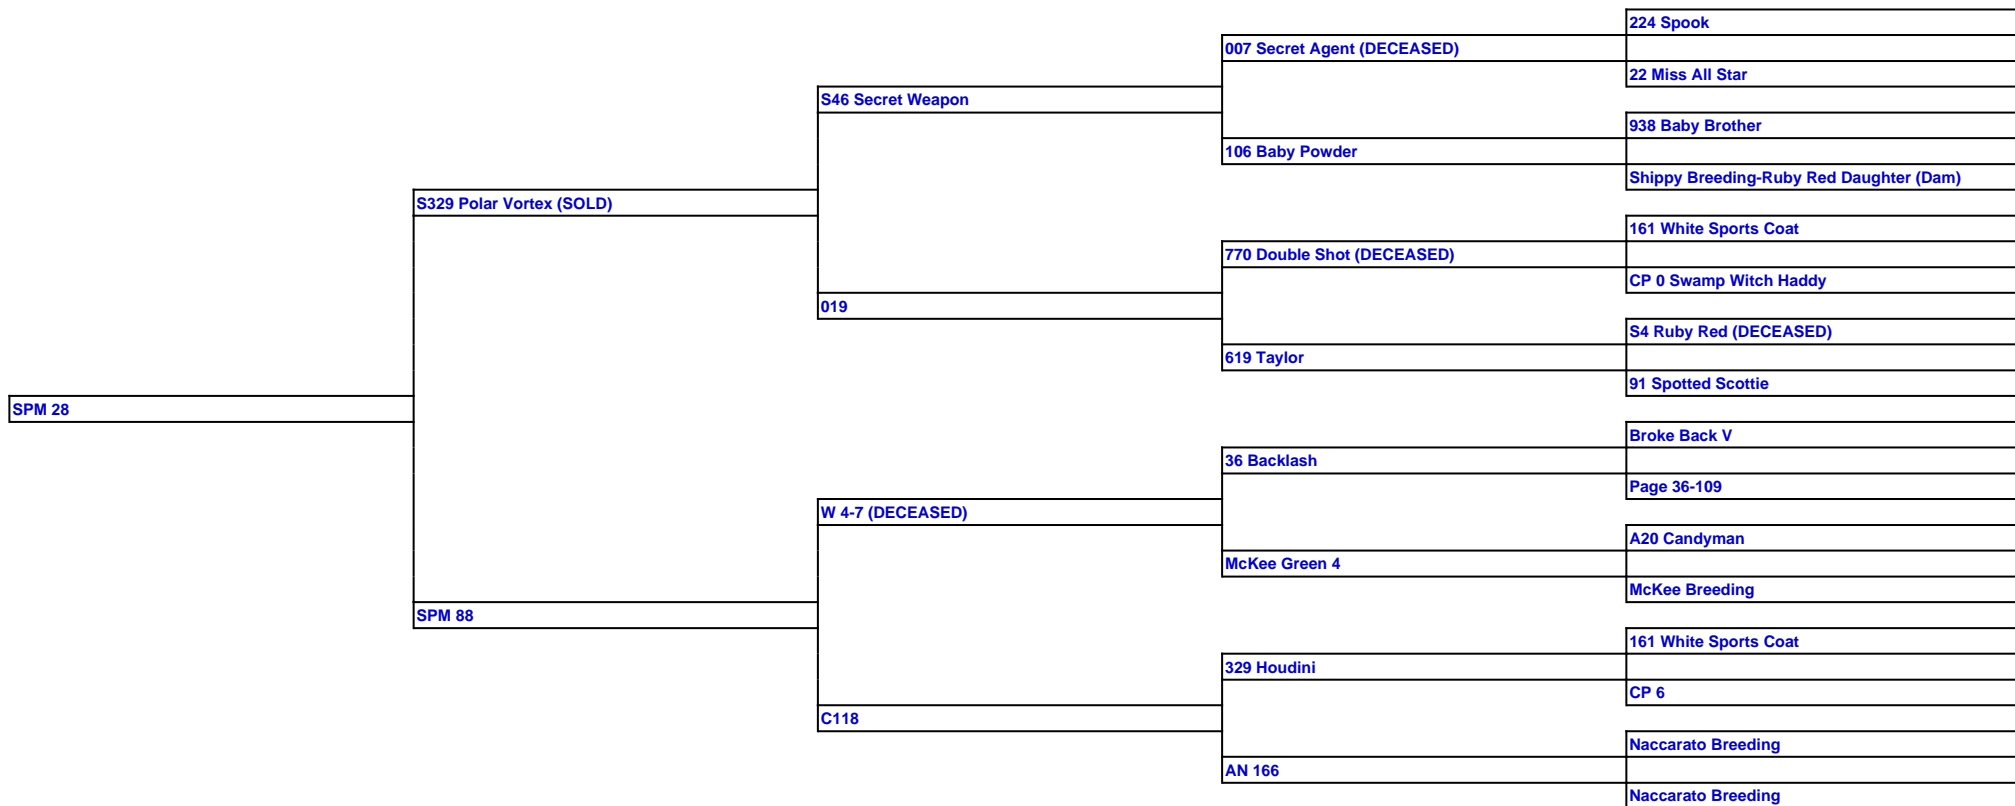 224 Spook
007 Secret Agent (DECEASED)
22 Miss All Star
S46 Secret Weapon
938 Baby Brother
106 Baby Powder
Shippy Breeding-Ruby Red Daughter (Dam)
S329 Polar Vortex (SOLD)
161 White Sports Coat
770 Double Shot (DECEASED)
CP 0 Swamp Witch Haddy
019
S4 Ruby Red (DECEASED)
619 Taylor
91 Spotted Scottie
SPM 28
Broke Back V
36 Backlash
Page 36-109
W 4-7 (DECEASED)
A20 Candyman
McKee Green 4
McKee Breeding
SPM 88
161 White Sports Coat
329 Houdini
CP 6
C118
Naccarato Breeding
AN 166
Naccarato Breeding